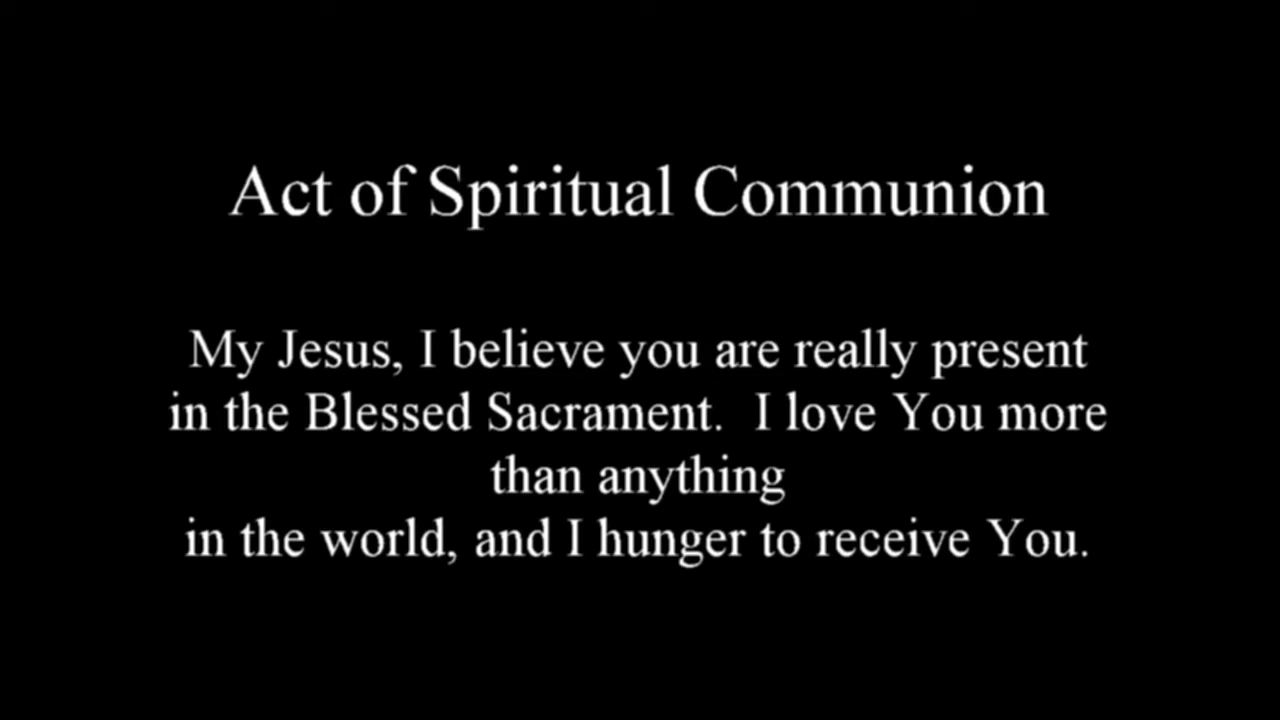 Act of Spiritual Communion
My Jesus, I believe you are really present
in the Blessed Sacrament.  I love You more
than anything
in the world, and I hunger to receive You.